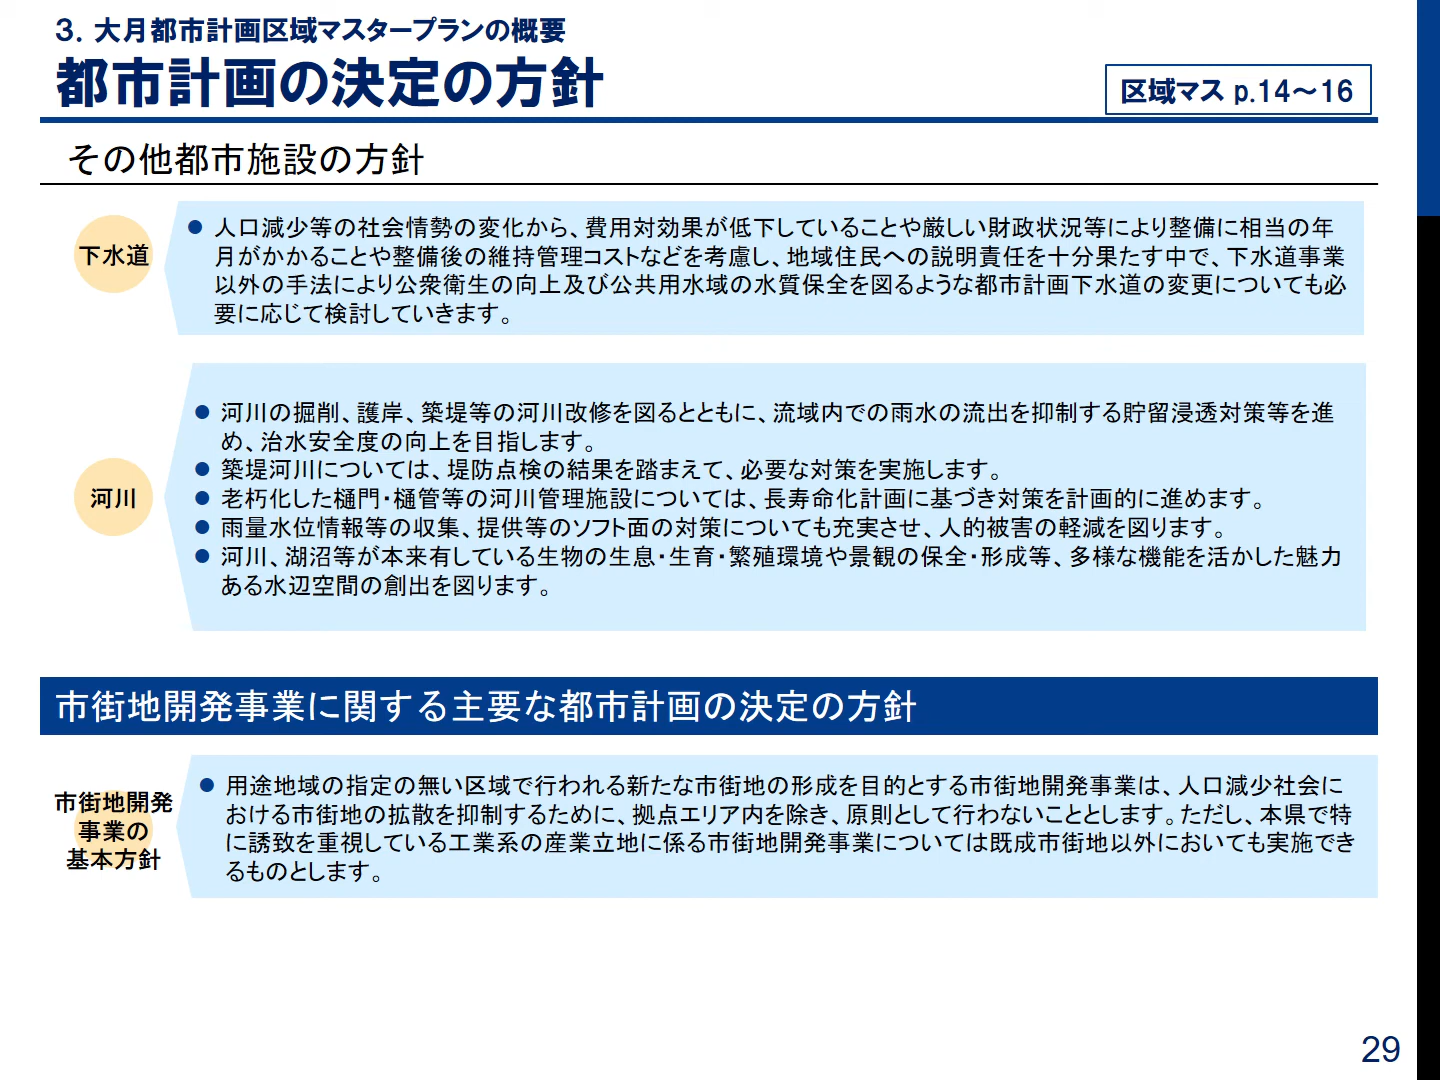 3. 大月都市計画区域マスタープランの概要
都市計画の決定の方針
区域マス p.14～16
その他都市施設の方針
下水道
● 人口減少等の社会情勢の変化から、費用対効果が低下していることや厳しい財政状況等により整備に相当の年
月がかかることや整備後の維持管理コストなどを考慮し、地域住民への説明責任を十分果たす中で、下水道事業
以外の手法により公衆衛生の向上及び公共用水域の水質保全を図るような都市計画下水道の変更についても必
要に応じて検討していきます。
河川
● 河川の掘削、護岸、築堤等の河川改修を図るとともに、流域内での雨水の流出を抑制する貯留浸透対策等を進
め、治水安全度の向上を目指します。
● 築堤河川については、堤防点検の結果を踏まえて、必要な対策を実施します。
● 老朽化した樋門・樋管等の河川管理施設については、長寿命化計画に基づき対策を計画的に進めます。
● 雨量水位情報等の収集、提供等のソフト面の対策についても充実させ、人的被害の軽減を図ります。
● 河川、湖沼等が本来有している生物の生息・生育・繁殖環境や景観の保全・形成等、多様な機能を活かした魅力
ある水辺空間の創出を図ります。
市街地開発事業に関する主要な都市計画の決定の方針
市街地開発
事業の
基本方針
● 用途地域の指定の無い区域で行われる新たな市街地の形成を目的とする市街地開発事業は、人口減少社会に
おける市街地の拡散を抑制するために、拠点エリア内を除き、原則として行わないこととします。ただし、本県で特
に誘致を重視している工業系の産業立地に係る市街地開発事業については既成市街地以外においても実施でき
るものとします。
29